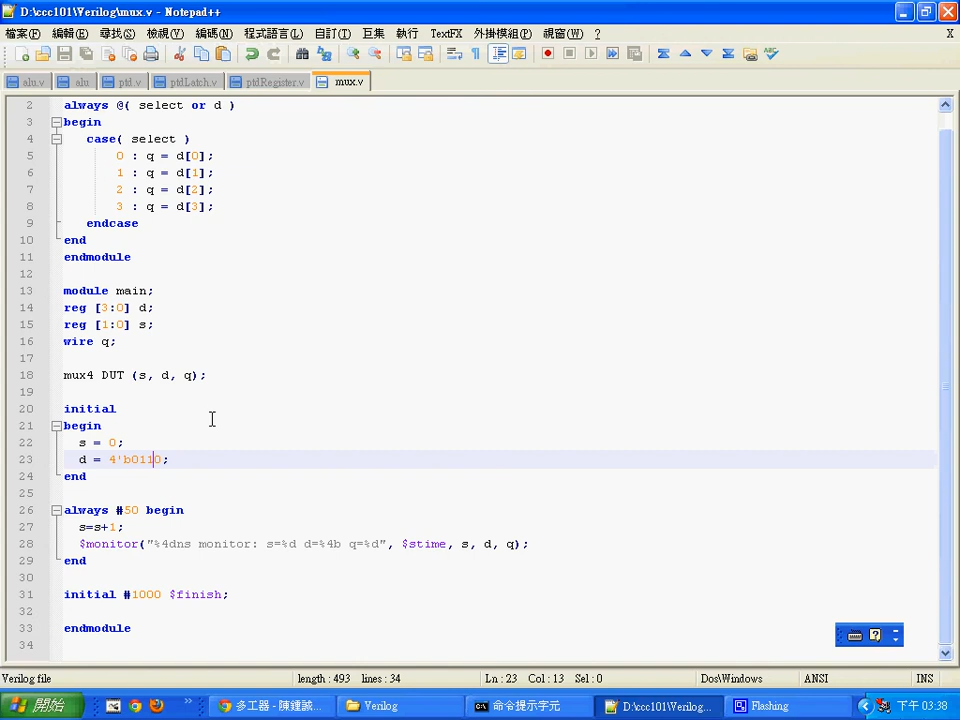 D:\ccc101\Verilog\mux.v - Notepad++
檔案(F) 編輯(E) 尋找(S) 檢視(V) 編碼(N) 程式語言(L) 自訂(T) 巨集 執行 TextFX 外掛模組(P) 視窗(W) ? X
alu.v alu ptd.v ptdLatch.v ptdRegister.v mux.v
2 always @( select or d )
3 begin
4 case( select )
5 0 : q = d[0];
6 1 : q = d[1];
7 2 : q = d[2];
8 3 : q = d[3];
9 endcase
10 end
11 endmodule
12
13 module main;
14 reg [3:0] d;
15 reg [1:0] s;
16 wire q;
17
18 mux4 DUT (s, d, q);
19
20 initial
21 begin
22 s = 0;
23 d = 4'b0110;
24 end
25
26 always #50 begin
27 s=s+1;
28 $monitor("%4dns monitor: s=%d d=%4b q=%d", $stime, s, d, q);
29 end
30
31 initial #1000 $finish;
32
33 endmodule
34
Verilog file length : 493 lines : 34 Ln : 23 Col : 13 Sel : 0 Dos\Windows ANSI INS
開始 多工器 - 陳鍾誠... Verilog 命令提示字元 D:\ccc101\Verilog... Flashing 下午 03:38